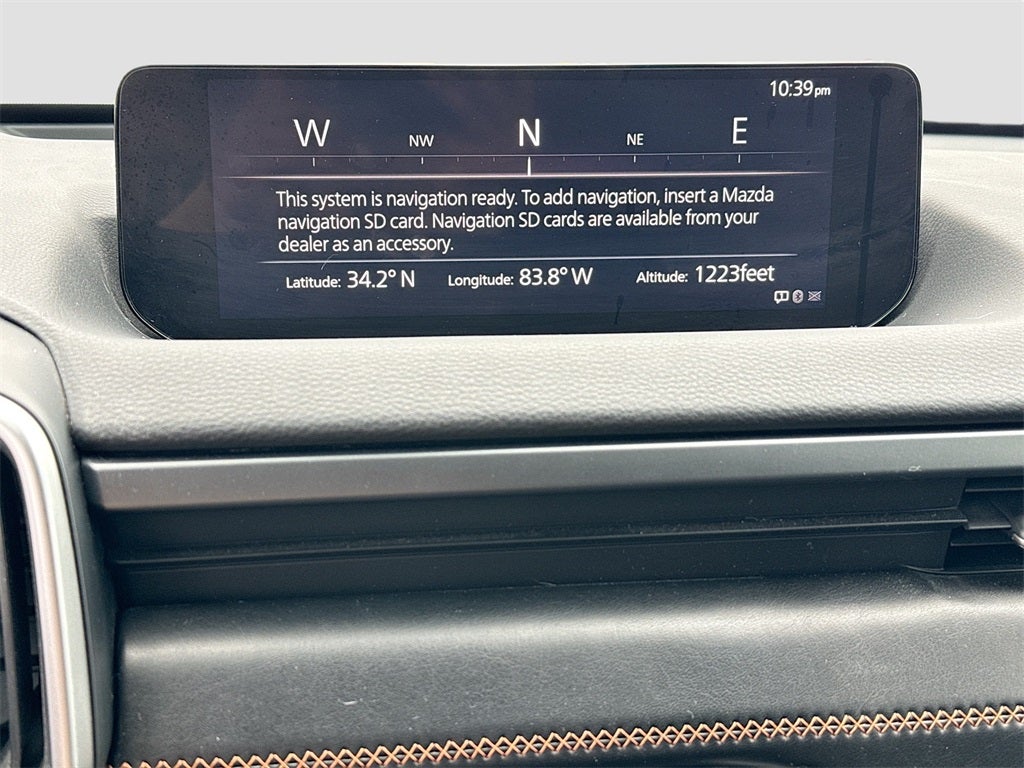 10:39pm
W NW N NE E
This system is navigation ready. To add navigation, insert a Mazda
navigation SD card. Navigation SD cards are available from your
dealer as an accessory.
Latitude: 34.2° N Longitude: 83.8° W Altitude: 1223feet